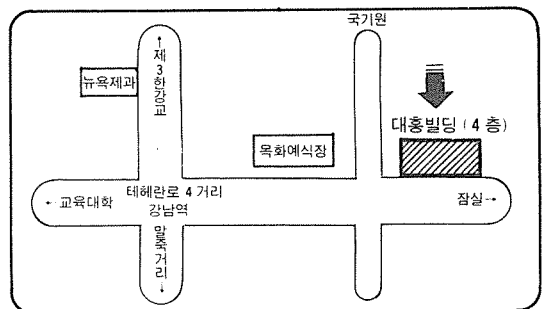 국기원
↑
제3한강교
뉴욕제과
대홍빌딩 (4 층)
목화예식장
← 교육대학
테헤란로 4 거리
강남역
잠실→
말죽거리
↓